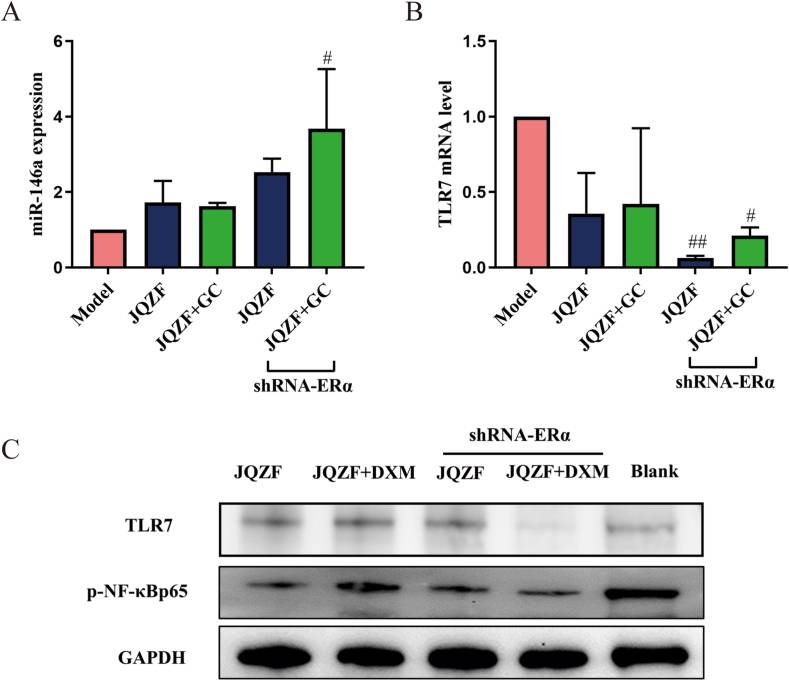 A
miR-146a expression
6
4
2
0
#
Model
JQZF
JQZF+GC
JQZF
JQZF+GC
shRNA-ERα
B
TLR7 mRNA level
1.5
1.0
0.5
0.0
##
#
Model
JQZF
JQZF+GC
JQZF
JQZF+GC
shRNA-ERα
C
shRNA-ERα
JQZF JQZF+DXM JQZF JQZF+DXM Blank
TLR7
p-NF-κBp65
GAPDH